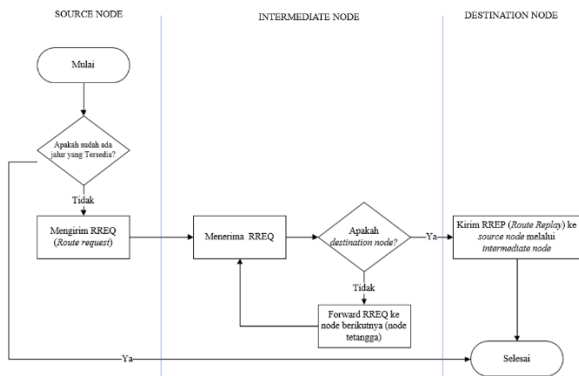 SOURCE NODE
INTERMEDIATE NODE
DESTINATION NODE
Mulai
Apakah sudah ada
jalur yang Tersedia?
Tidak
Mengirim RREQ
(Route request)
Menerima RREQ
Apakah
destination node?
Ya
Tidak
Forward RREQ ke
node berikutnya (node
tetangga)
Kirim RREP (Route Replay) ke
source node melalui
intermediate node
Ya
Selesai